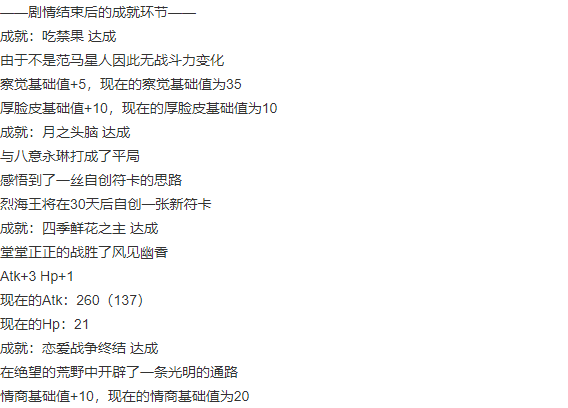 ——剧情结束后的成就环节——
成就：吃禁果 达成
由于不是范马星人因此无战斗力变化
察觉基础值+5，现在的察觉基础值为35
厚脸皮基础值+10，现在的厚脸皮基础值为10
成就：月之头脑 达成
与八意永琳打成了平局
感悟到了一丝自创符卡的思路
烈海王将在30天后自创一张新符卡
成就：四季鲜花之主 达成
堂堂正正的战胜了风见幽香
Atk+3 Hp+1
现在的Atk：260（137）
现在的Hp：21
成就：恋爱战争终结 达成
在绝望的荒野中开辟了一条光明的通路
情商基础值+10，现在的情商基础值为20